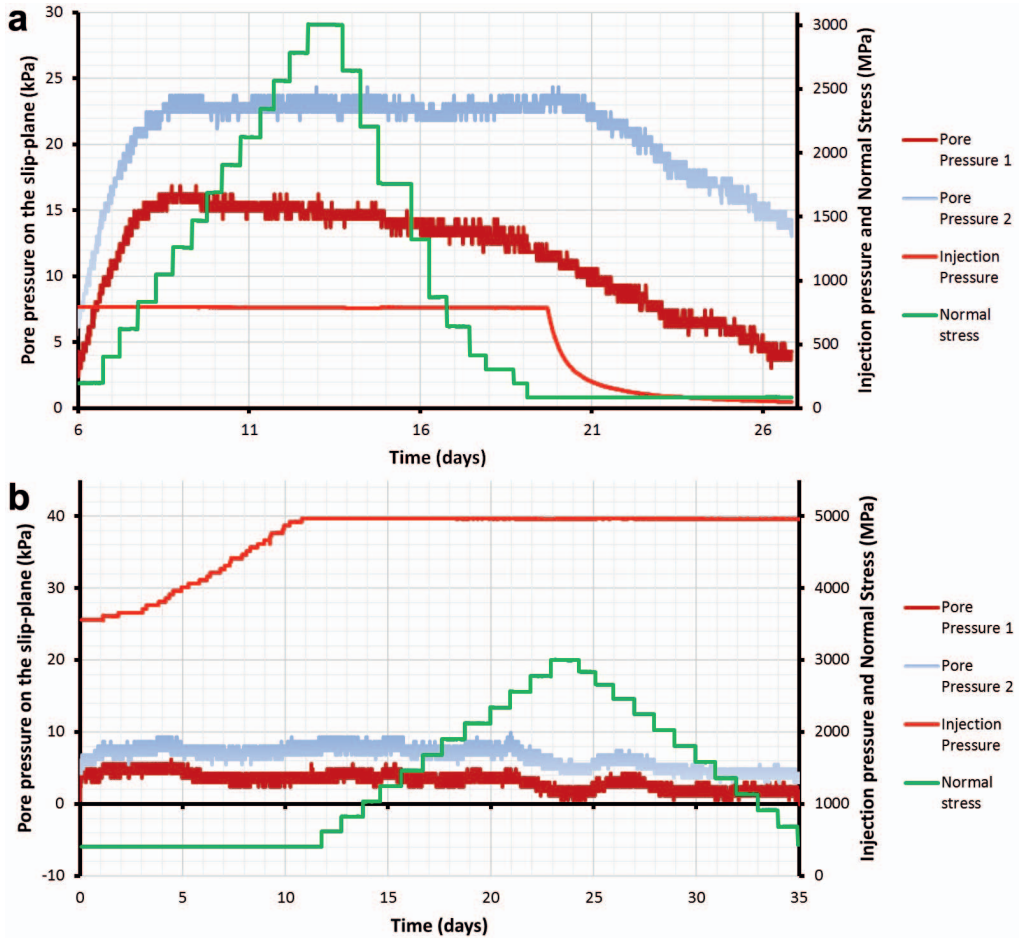 a
30
25
20
15
10
5
0
Pore pressure on the slip-plane (kPa)
3000
2500
2000
1500
1000
500
0
Injection pressure and Normal Stress (MPa)
6
11
16
21
26
Time (days)
Pore
Pressure 1
Pore
Pressure 2
Injection
Pressure
Normal
stress
b
40
30
20
10
0
-10
Pore pressure on the slip-plane (kPa)
5000
4000
3000
2000
1000
0
Injection pressure and Normal Stress (MPa)
0
5
10
15
20
25
30
35
Time (days)
Pore
Pressure 1
Pore
Pressure 2
Injection
Pressure
Normal
stress